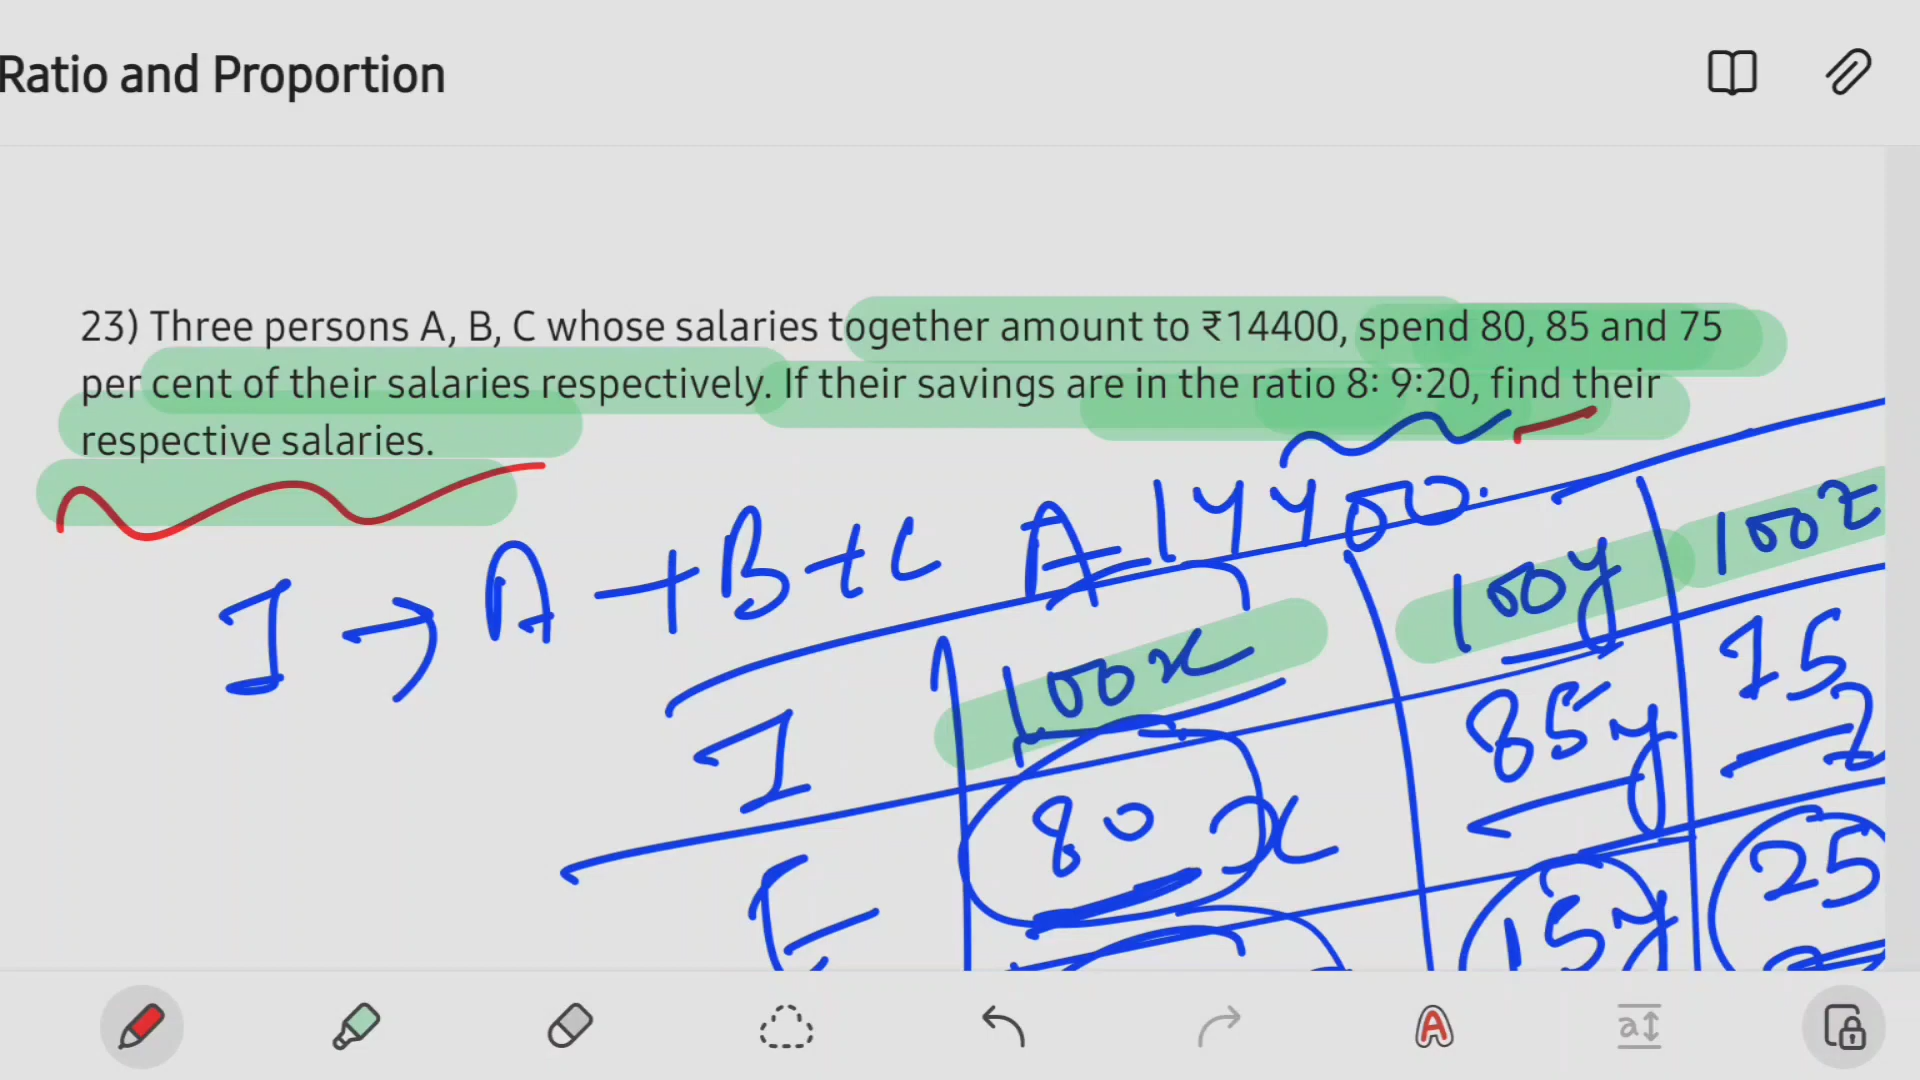 Ratio and Proportion
23) Three persons A, B, C whose salaries together amount to ₹14400, spend 80, 85 and 75
per cent of their salaries respectively. If their savings are in the ratio 8: 9:20, find their
respective salaries.
I → A + B + C = 14400
I 100x 100y 100z
E 80x 85y 75z
15y 25
A
a